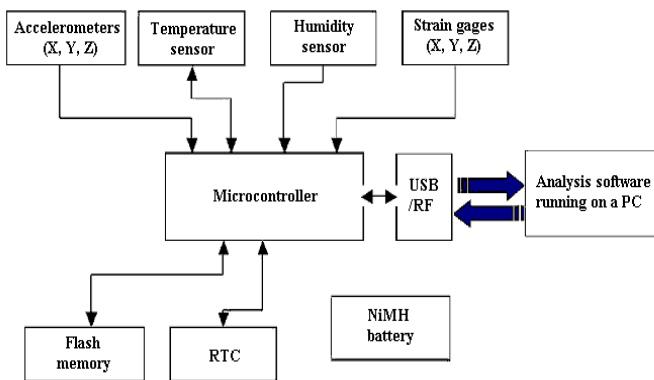 Accelerometers
(X, Y, Z)
Temperature
sensor
Humidity
sensor
Strain gages
(X, Y, Z)
Microcontroller
USB
/RF
Analysis software
running on a PC
Flash
memory
RTC
NiMH
battery